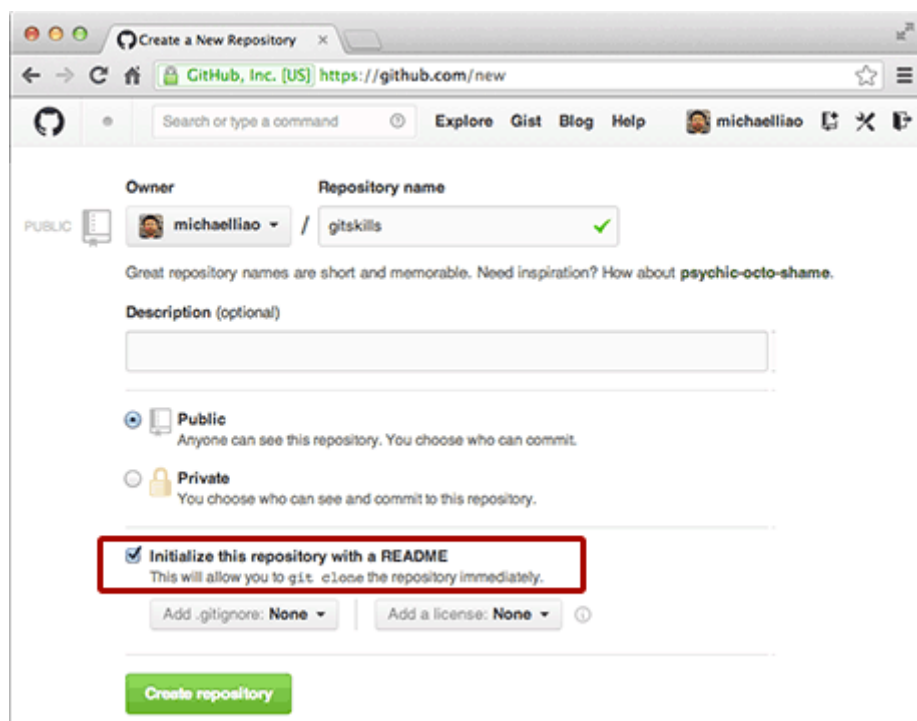 Create a New Repository
GitHub, Inc. [US] https://github.com/new
Search or type a command Explore Gist Blog Help michaelliao
Owner Repository name
PUBLIC michaelliao / gitskills
Great repository names are short and memorable. Need inspiration? How about psychic-octo-shame.
Description (optional)
Public
Anyone can see this repository. You choose who can commit.
Private
You choose who can see and commit to this repository.
Initialize this repository with a README
This will allow you to git clone the repository immediately.
Add .gitignore: None Add a license: None
Create repository